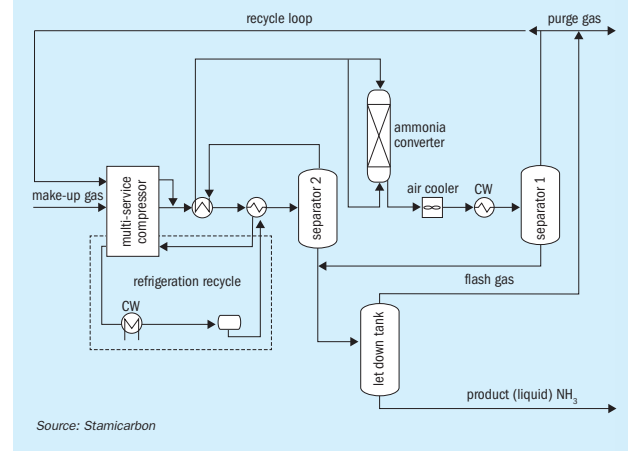 recycle loop
purge gas
ammonia
converter
make-up gas
multi-service
compressor
separator 2
air cooler
CW
separator 1
refrigeration recycle
CW
flash gas
let down tank
product (liquid) NH₃
Source: Stamicarbon